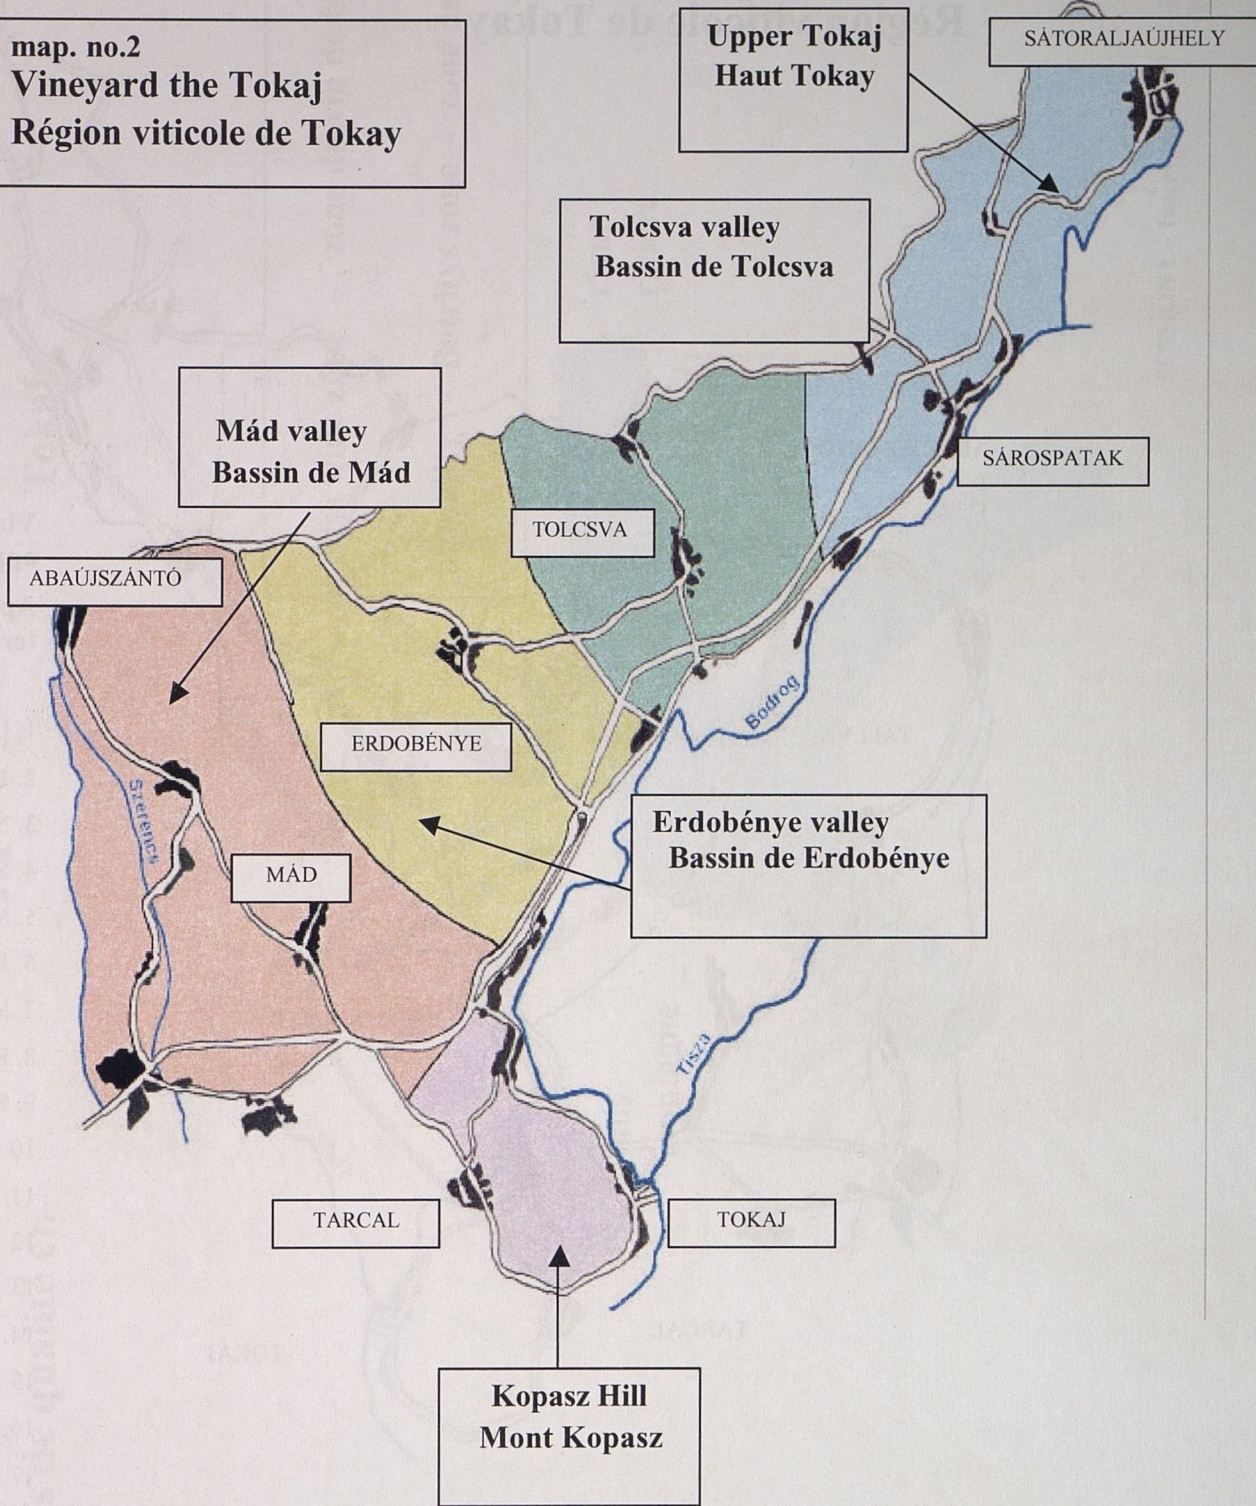 map. no.2
Vineyard the Tokaj
Région viticole de Tokay
Upper Tokaj
Haut Tokay
SÁTORALJAÚJHELY
Tolcsva valley
Bassin de Tolcsva
Mád valley
Bassin de Mád
SÁROSPATAK
TOLCSVA
ABAÚJSZÁNTÓ
Bodrog
ERDOBÉNYE
Szerencs
Erdobénye valley
Bassin de Erdobénye
MÁD
Tisza
TARCAL
TOKAJ
Kopasz Hill
Mont Kopasz